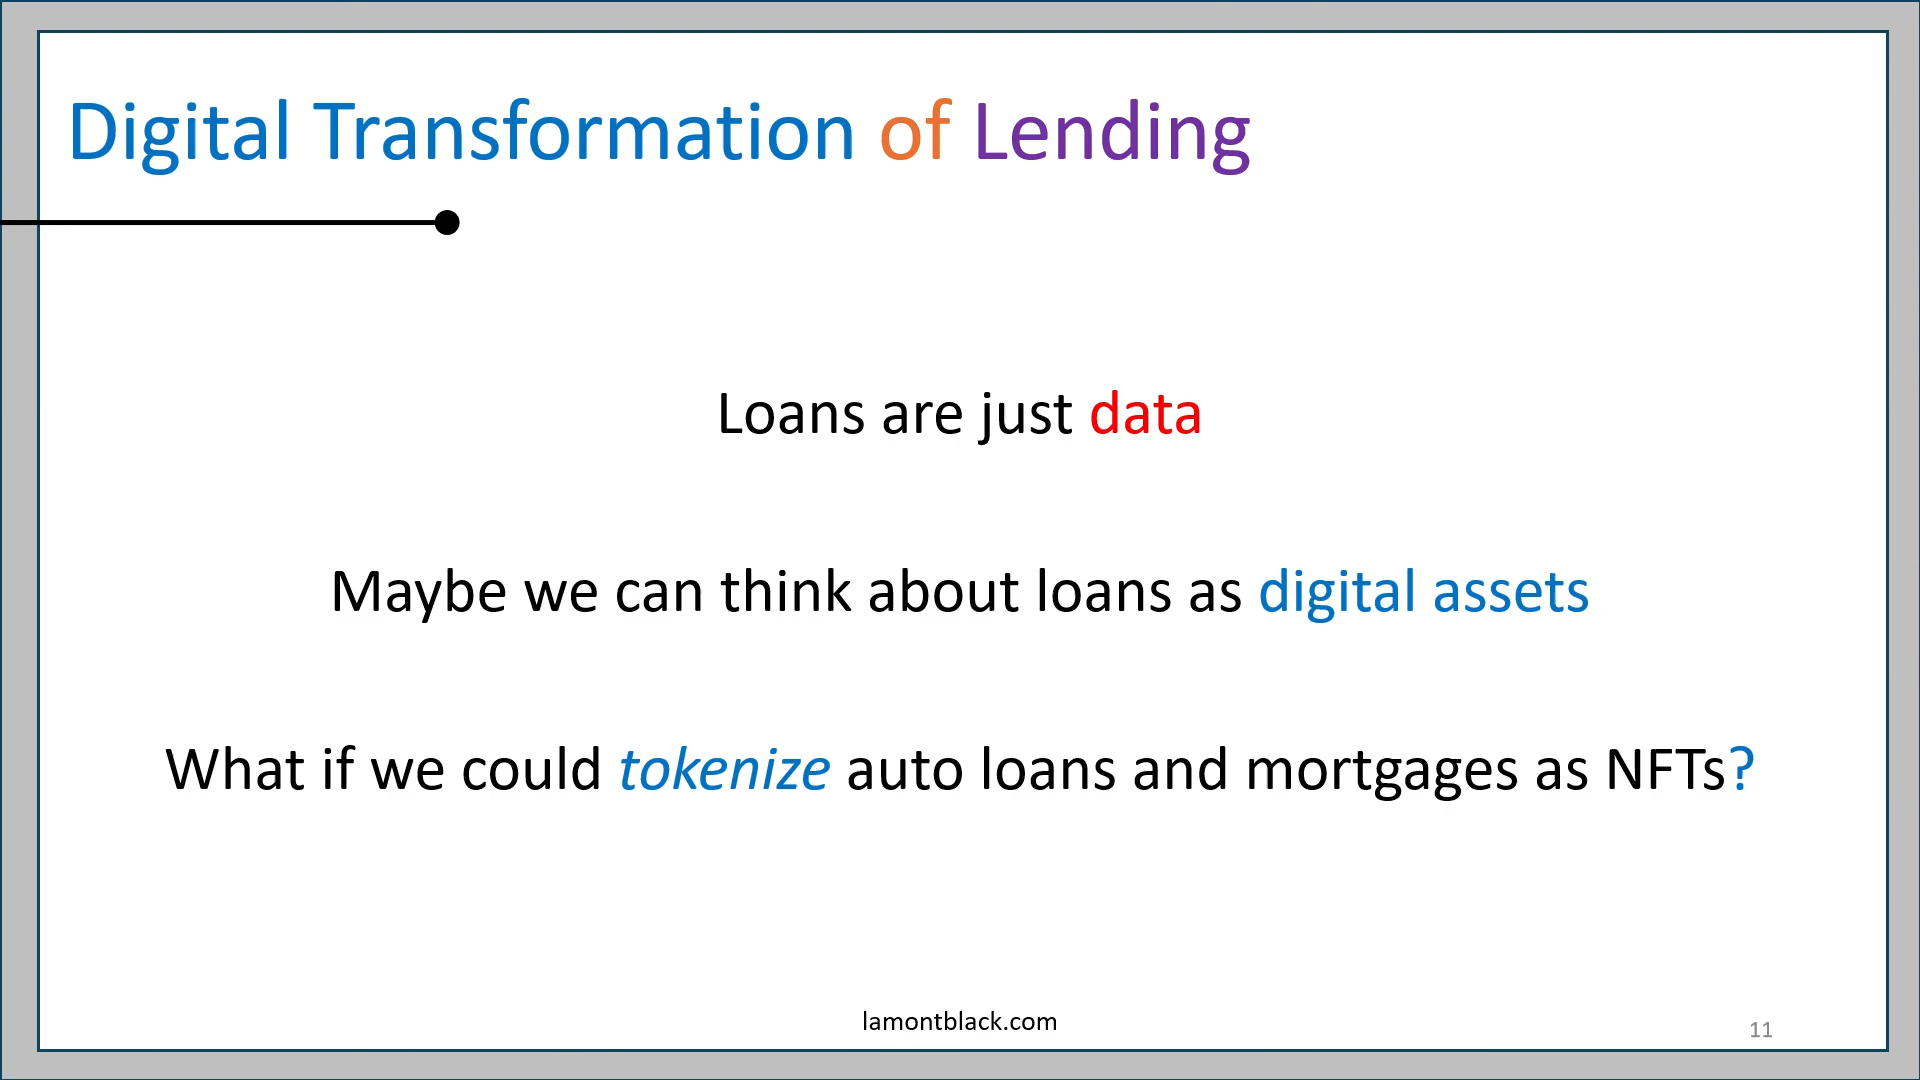 Digital Transformation of Lending
Loans are just data
Maybe we can think about loans as digital assets
What if we could tokenize auto loans and mortgages as NFTs?
lamontblack.com
11